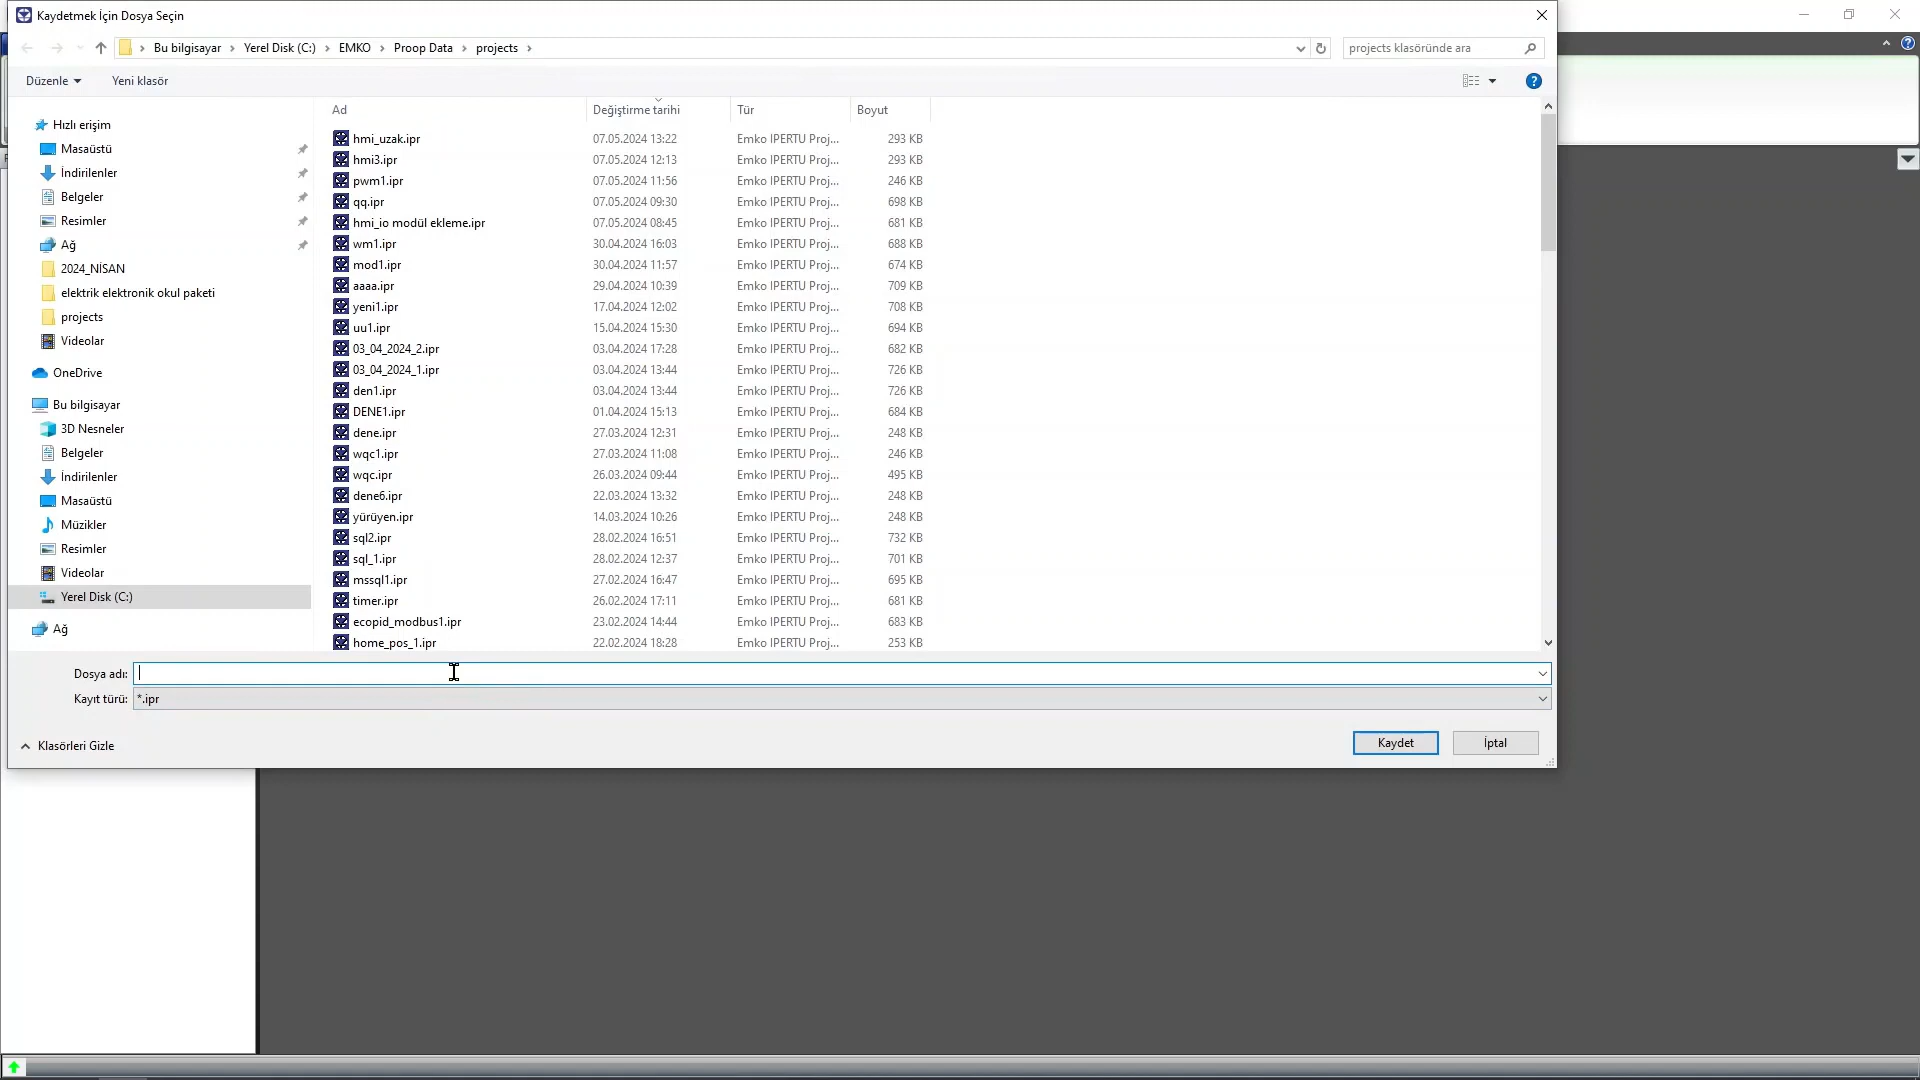 Kaydetmek İçin Dosya Seçin
Bu bilgisayar > Yerel Disk (C:) > EMKO > Proop Data > projects >
projects klasöründe ara
Düzenle
Yeni klasör
Ad Değiştirme tarihi Tür Boyut
Hızlı erişim
Masaüstü
İndirilenler
Belgeler
Resimler
Ağ
2024_NİSAN
elektrik elektronik okul paketi
projects
Videolar
OneDrive
Bu bilgisayar
3D Nesneler
Belgeler
İndirilenler
Masaüstü
Müzikler
Resimler
Videolar
Yerel Disk (C:)
Ağ
hmi_uzak.ipr 07.05.2024 13:22 Emko IPERTU Proj... 293 KB
hmi3.ipr 07.05.2024 12:13 Emko IPERTU Proj... 293 KB
pwm1.ipr 07.05.2024 11:56 Emko IPERTU Proj... 246 KB
qq.ipr 07.05.2024 09:30 Emko IPERTU Proj... 698 KB
hmi_io modül ekleme.ipr 07.05.2024 08:45 Emko IPERTU Proj... 681 KB
wm1.ipr 30.04.2024 16:03 Emko IPERTU Proj... 688 KB
mod1.ipr 30.04.2024 11:57 Emko IPERTU Proj... 674 KB
aaaa.ipr 29.04.2024 10:39 Emko IPERTU Proj... 709 KB
yeni1.ipr 17.04.2024 12:02 Emko IPERTU Proj... 708 KB
uu1.ipr 15.04.2024 15:30 Emko IPERTU Proj... 694 KB
03_04_2024_2.ipr 03.04.2024 17:28 Emko IPERTU Proj... 682 KB
03_04_2024_1.ipr 03.04.2024 13:44 Emko IPERTU Proj... 726 KB
den1.ipr 03.04.2024 13:44 Emko IPERTU Proj... 726 KB
DENE1.ipr 01.04.2024 15:13 Emko IPERTU Proj... 684 KB
dene.ipr 27.03.2024 12:31 Emko IPERTU Proj... 248 KB
wqc1.ipr 27.03.2024 11:08 Emko IPERTU Proj... 246 KB
wqc.ipr 26.03.2024 09:44 Emko IPERTU Proj... 495 KB
dene6.ipr 22.03.2024 13:32 Emko IPERTU Proj... 248 KB
yürüyen.ipr 14.03.2024 10:26 Emko IPERTU Proj... 248 KB
sql2.ipr 28.02.2024 16:51 Emko IPERTU Proj... 732 KB
sql_1.ipr 28.02.2024 12:37 Emko IPERTU Proj... 701 KB
mssql1.ipr 27.02.2024 16:47 Emko IPERTU Proj... 695 KB
timer.ipr 26.02.2024 17:11 Emko IPERTU Proj... 681 KB
ecopid_modbus1.ipr 23.02.2024 14:44 Emko IPERTU Proj... 683 KB
home_pos_1.ipr 22.02.2024 18:28 Emko IPERTU Proj... 253 KB
Dosya adı:
Kayıt türü: *.ipr
Klasörleri Gizle
Kaydet
İptal